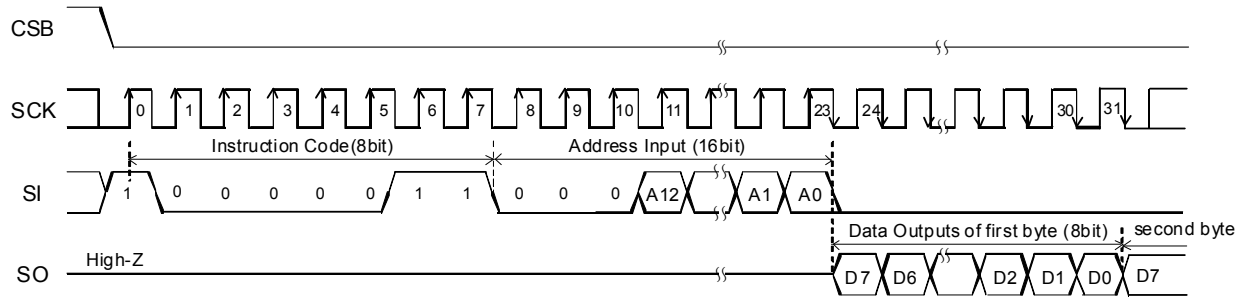 CSB
SCK 0 1 2 3 4 5 6 7 8 9 10 11 23 24 30 31
Instruction Code(8bit) Address Input (16bit)
SI 1 0 0 0 0 0 1 1 0 0 0 A12 A1 A0
Data Outputs of first byte (8bit) second byte
High-Z
SO D7 D6 D2 D1 D0 D7